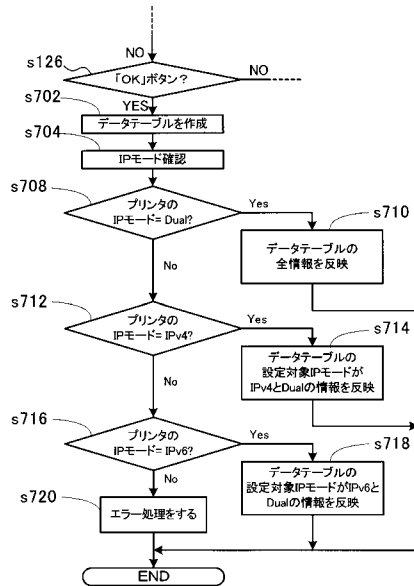 NO
s126
「OK」ボタン?
NO
YES
s702
データテーブルを作成
s704
IPモード確認
s708
プリンタの
IPモード= Dual?
Yes
s710
データテーブルの
全情報を反映
No
s712
プリンタの
IPモード= IPv4?
Yes
s714
データテーブルの
設定対象IPモードが
IPv4とDualの情報を反映
No
s716
プリンタの
IPモード= IPv6?
Yes
s718
データテーブルの
設定対象IPモードがIPv6と
Dualの情報を反映
No
s720
エラー処理をする
END